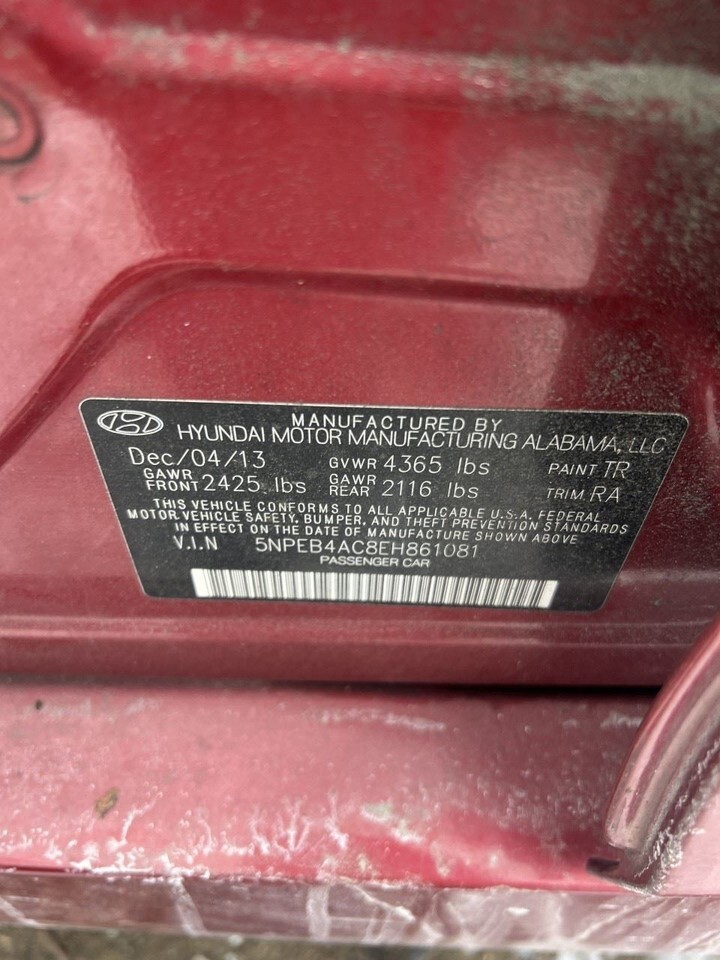 MANUFACTURED BY
HYUNDAI MOTOR MANUFACTURING ALABAMA, LLC
Dec/04/13 GVWR 4365 lbs PAINT TR
GAWR FRONT 2425 lbs GAWR REAR 2116 lbs TRIM RA
THIS VEHICLE CONFORMS TO ALL APPLICABLE U.S.A. FEDERAL
MOTOR VEHICLE SAFETY, BUMPER, AND THEFT PREVENTION STANDARDS
IN EFFECT ON THE DATE OF MANUFACTURE SHOWN ABOVE.
V.I.N 5NPEB4AC8EH861081
PASSENGER CAR